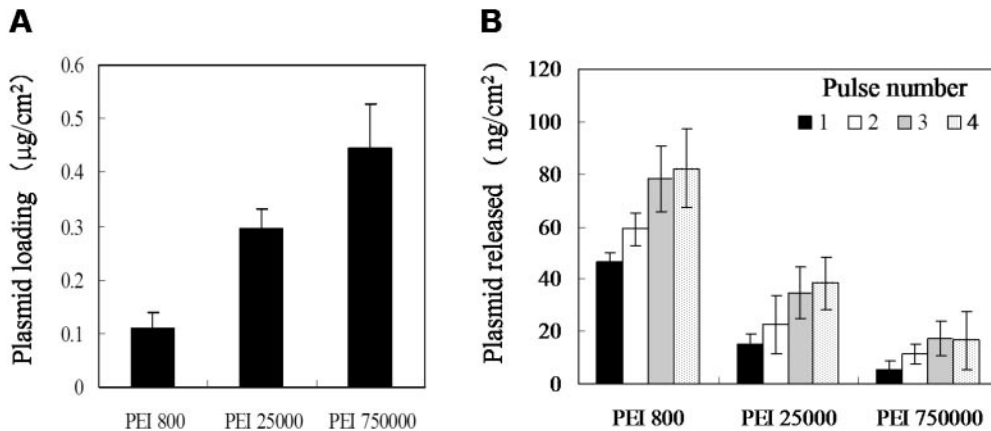 A
Plasmid loading (μg/cm²)
0.6
0.5
0.4
0.3
0.2
0.1
0
PEI 800 PEI 25000 PEI 750000
B
Plasmid released ( ng/cm²)
120
100
80
60
40
20
0
Pulse number
1 2 3 4
PEI 800 PEI 25000 PEI 750000